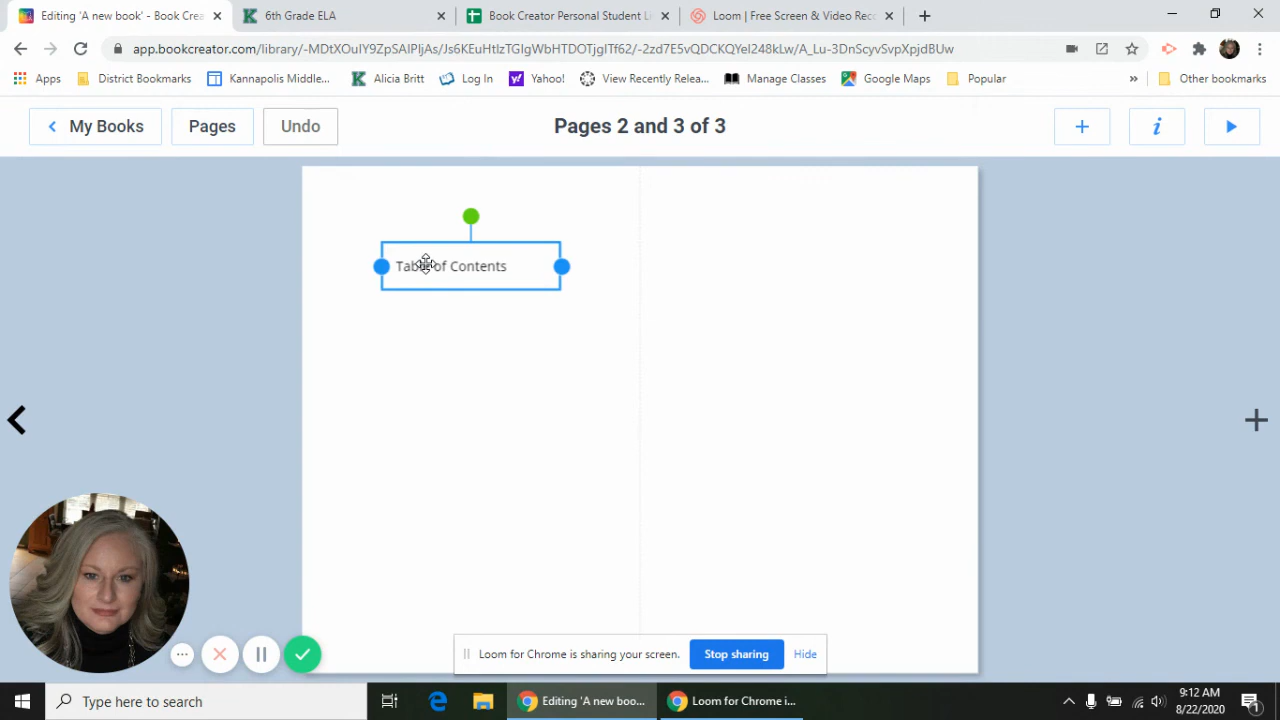 Editing 'A new book' - Book Crea
6th Grade ELA
Book Creator Personal Student Li
Loom | Free Screen & Video Reco
app.bookcreator.com/library/-MDtXOuIY9ZpSAIPIjAs/Js6KEuHtIzTGIgWbHTDOTjgITf62/-2zd7E5vQDCKQYeI248kLw/A_Lu-3DnScyvSvpXpjdBUw
Apps
District Bookmarks
Kannapolis Middle...
Alicia Britt
Log In
Yahoo!
View Recently Relea...
Manage Classes
Google Maps
Popular
»
Other bookmarks
My Books
Pages
Undo
Pages 2 and 3 of 3
Table of Contents
Loom for Chrome is sharing your screen.
Stop sharing
Hide
Type here to search
Editing 'A new boo...
Loom for Chrome i...
9:12 AM
8/22/2020